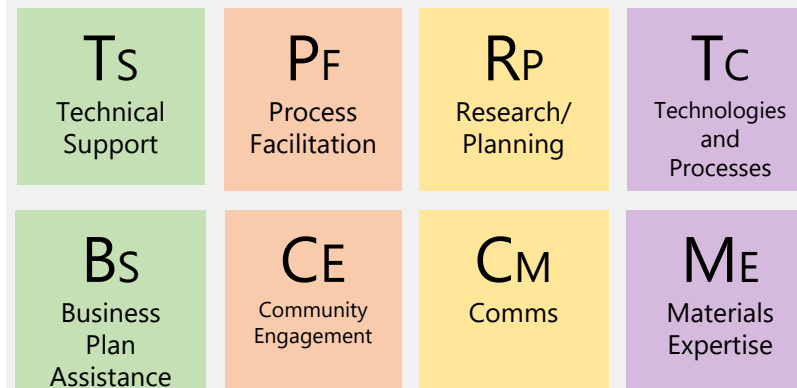 TS
Technical
Support
PF
Process
Facilitation
RP
Research/
Planning
TC
Technologies
and
Processes
BS
Business
Plan
Assistance
CE
Community
Engagement
CM
Comms
ME
Materials
Expertise